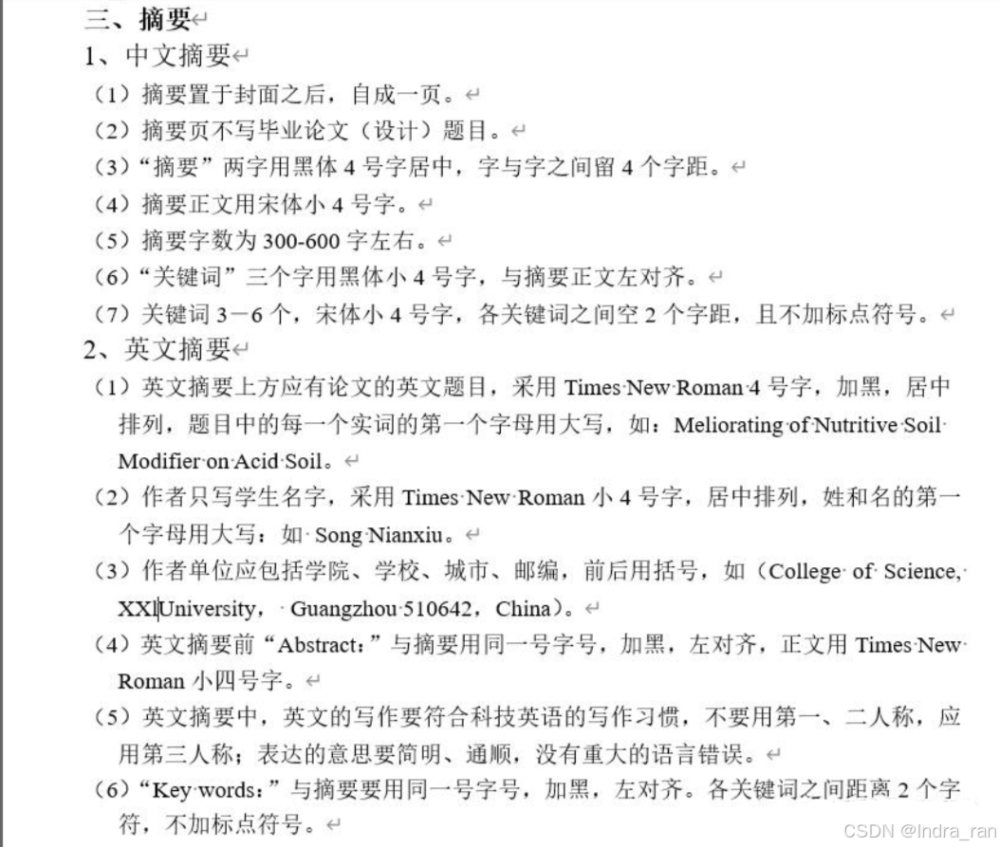 三、摘要↵
1、中文摘要↵
（1）摘要置于封面之后，自成一页。↵
（2）摘要页不写毕业论文（设计）题目。↵
（3）“摘要”两字用黑体 4 号字居中，字与字之间留 4 个字距。↵
（4）摘要正文用宋体小 4 号字。↵
（5）摘要字数为 300-600 字左右。↵
（6）“关键词”三个字用黑体小 4 号字，与摘要正文左对齐。↵
（7）关键词 3－6 个，宋体小 4 号字，各关键词之间空 2 个字距，且不加标点符号。↵
2、英文摘要↵
（1）英文摘要上方应有论文的英文题目，采用 Times·New·Roman·4 号字，加黑，居中
排列，题目中的每一个实词的第一个字母用大写，如：Meliorating·of·Nutritive·Soil·
Modifier·on·Acid·Soil。↵
（2）作者只写学生名字，采用 Times·New·Roman 小 4 号字，居中排列，姓和名的第一
个字母用大写：如· Song·Nianxiu。↵
（3）作者单位应包括学院、学校、城市、邮编，前后用括号，如（College· of· Science,·
XXUniversity， · Guangzhou·510642，China）。↵
（4）英文摘要前“Abstract：”与摘要用同一号字号，加黑，左对齐，正文用 Times·New·
Roman 小四号字。↵
（5）英文摘要中，英文的写作要符合科技英语的写作习惯，不要用第一、二人称，应
用第三人称；表达的意思要简明、通顺，没有重大的语言错误。↵
（6）“Key·words：”与摘要要用同一号字号，加黑，左对齐。各关键词之间距离 2 个字
符，不加标点符号。↵
CSDN @Indra_ran